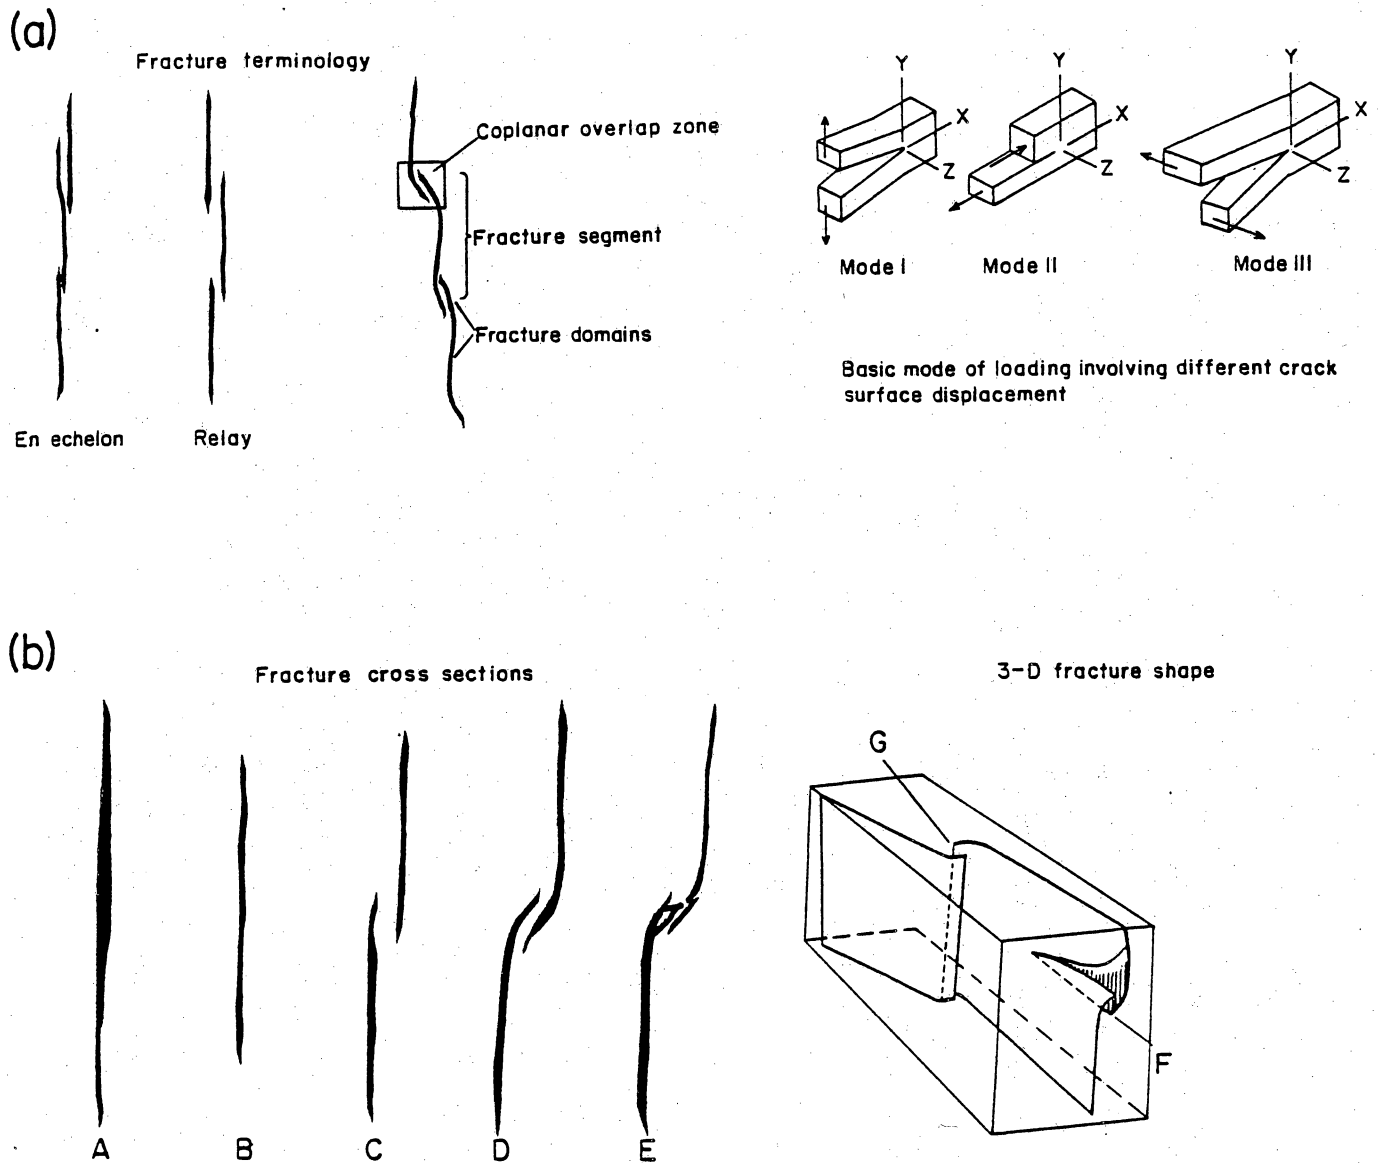 (a)
Fracture terminology
Coplanar overlap zone
Fracture segment
Fracture domains
En echelon
Relay
Y
X
Z
Mode I
Y
X
Z
Mode II
Y
X
Z
Mode III
Basic mode of loading involving different crack
surface displacement
(b)
Fracture cross sections
A
B
C
D
E
3-D fracture shape
G
F